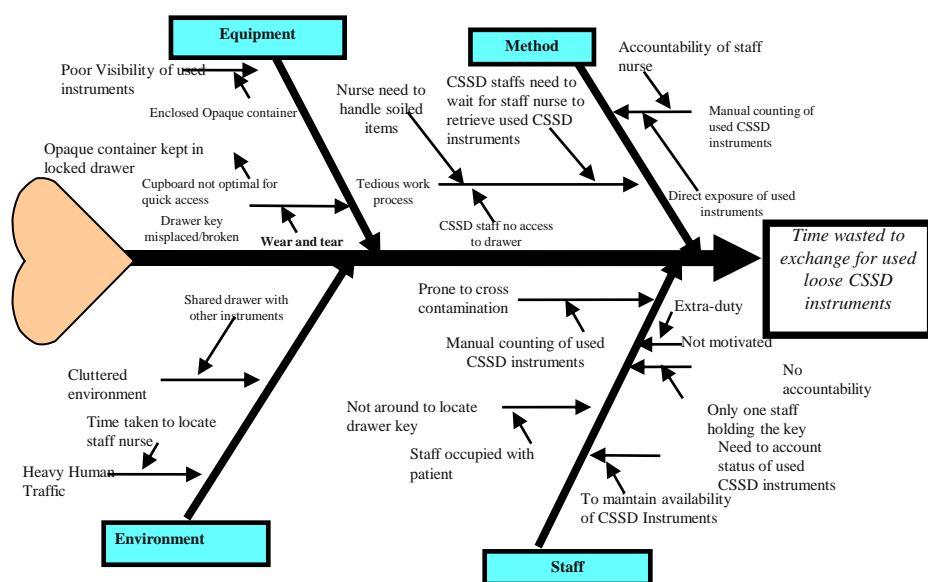 Equipment
Method
Poor Visibility of used
instruments
Enclosed Opaque container
Opaque container kept in
locked drawer
Cupboard not optimal for
quick access
Drawer key
misplaced/broken
Wear and tear
Nurse need to
handle soiled
items
CSSD staffs need to
wait for staff nurse to
retrieve used CSSD
instruments
Tedious work
process
CSSD staff no access
to drawer
Accountability of staff
nurse
Manual counting of
used CSSD
instruments
Direct exposure of used
instruments
Time wasted to
exchange for used
loose CSSD
instruments
Shared drawer with
other instruments
Cluttered
environment
Time taken to locate
staff nurse
Heavy Human
Traffic
Prone to cross
contamination
Manual counting of used
CSSD instruments
Extra-duty
Not motivated
No
accountability
Only one staff
holding the key
Not around to locate
drawer key
Staff occupied with
patient
Need to account
status of used
CSSD instruments
To maintain availability
of CSSD Instruments
Environment
Staff